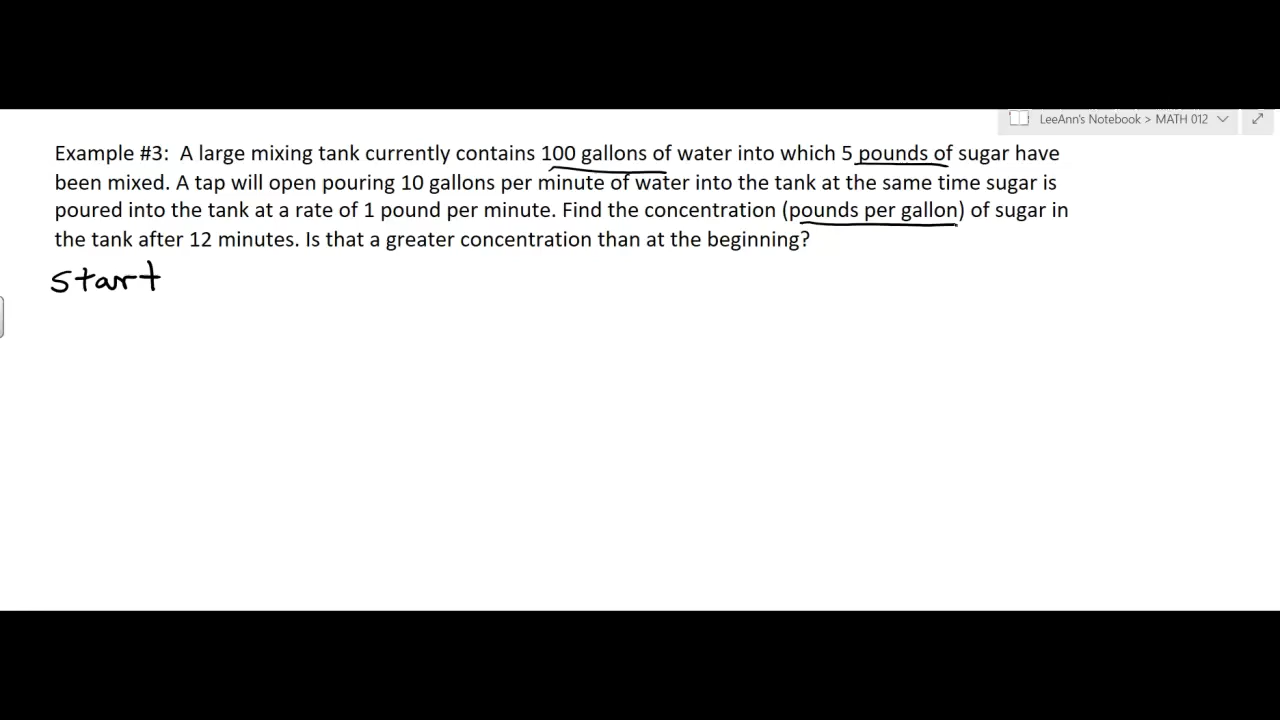 LeeAnn's Notebook > MATH 012
Example #3: A large mixing tank currently contains 100 gallons of water into which 5 pounds of sugar have
been mixed. A tap will open pouring 10 gallons per minute of water into the tank at the same time sugar is
poured into the tank at a rate of 1 pound per minute. Find the concentration (pounds per gallon) of sugar in
the tank after 12 minutes. Is that a greater concentration than at the beginning?
start